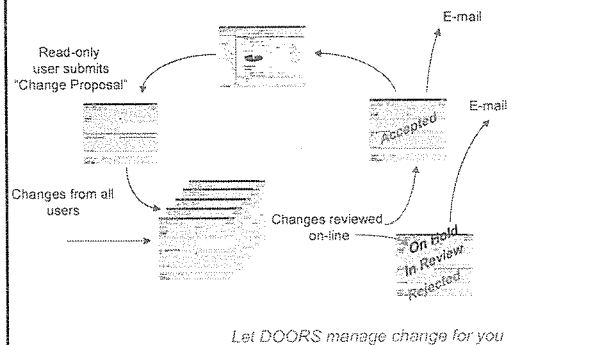 E-mail
Read-only
user submits
"Change Proposal"
E-mail
Accepted
Changes from all
users
Changes reviewed
on-line
On Hold
In Review
Rejected
Let DOORS manage change for you